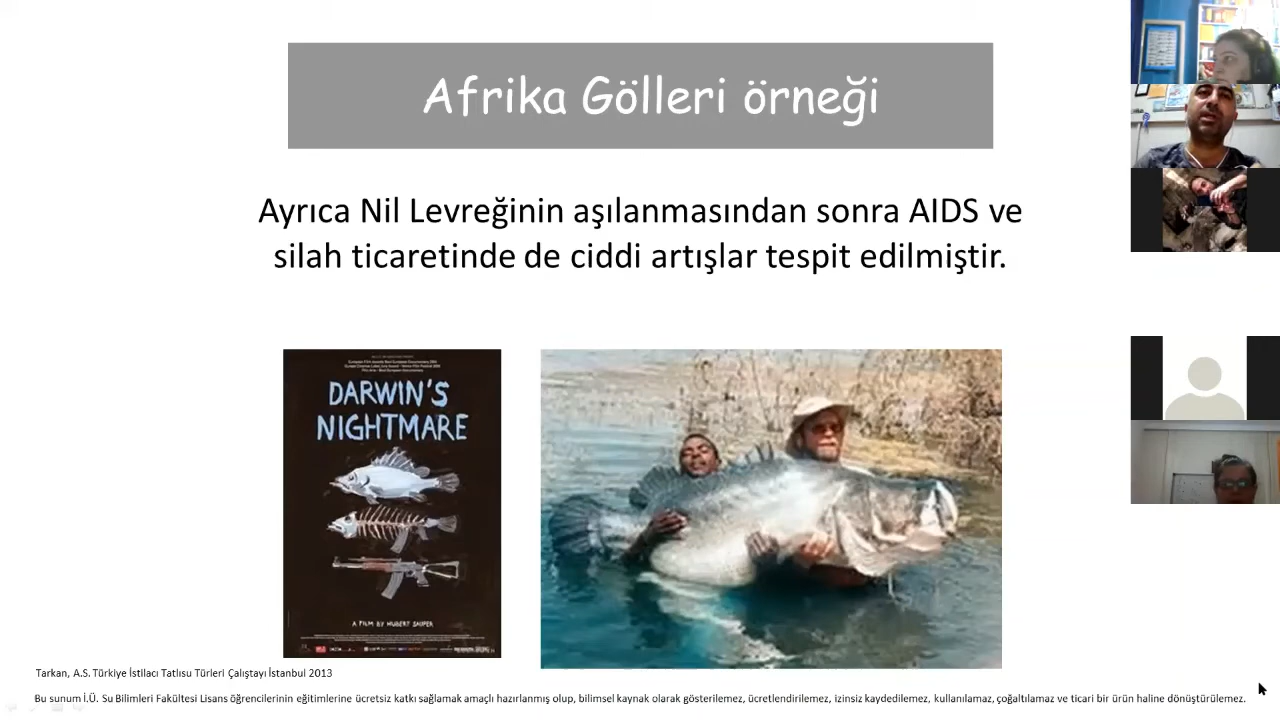 Afrika Gölleri örneği
Ayrıca Nil Levreğinin aşılanmasından sonra AIDS ve
silah ticaretinde de ciddi artışlar tespit edilmiştir.
DARWIN'S
NIGHTMARE
A FILM BY HUBERT SAUPER
Tarkan, A.S. Türkiye İstilacı Tatlısu Türleri Çalıştayı İstanbul 2013
Bu sunum İ.Ü. Su Bilimleri Fakültesi Lisans öğrencilerinin eğitimlerine ücretsiz katkı sağlamak amaçlı hazırlanmış olup, bilimsel kaynak olarak gösterilemez, ücretlendirilemez, izinsiz kaydedilemez, kullanılamaz, çoğaltılamaz ve ticari bir ürün haline dönüştürülemez.